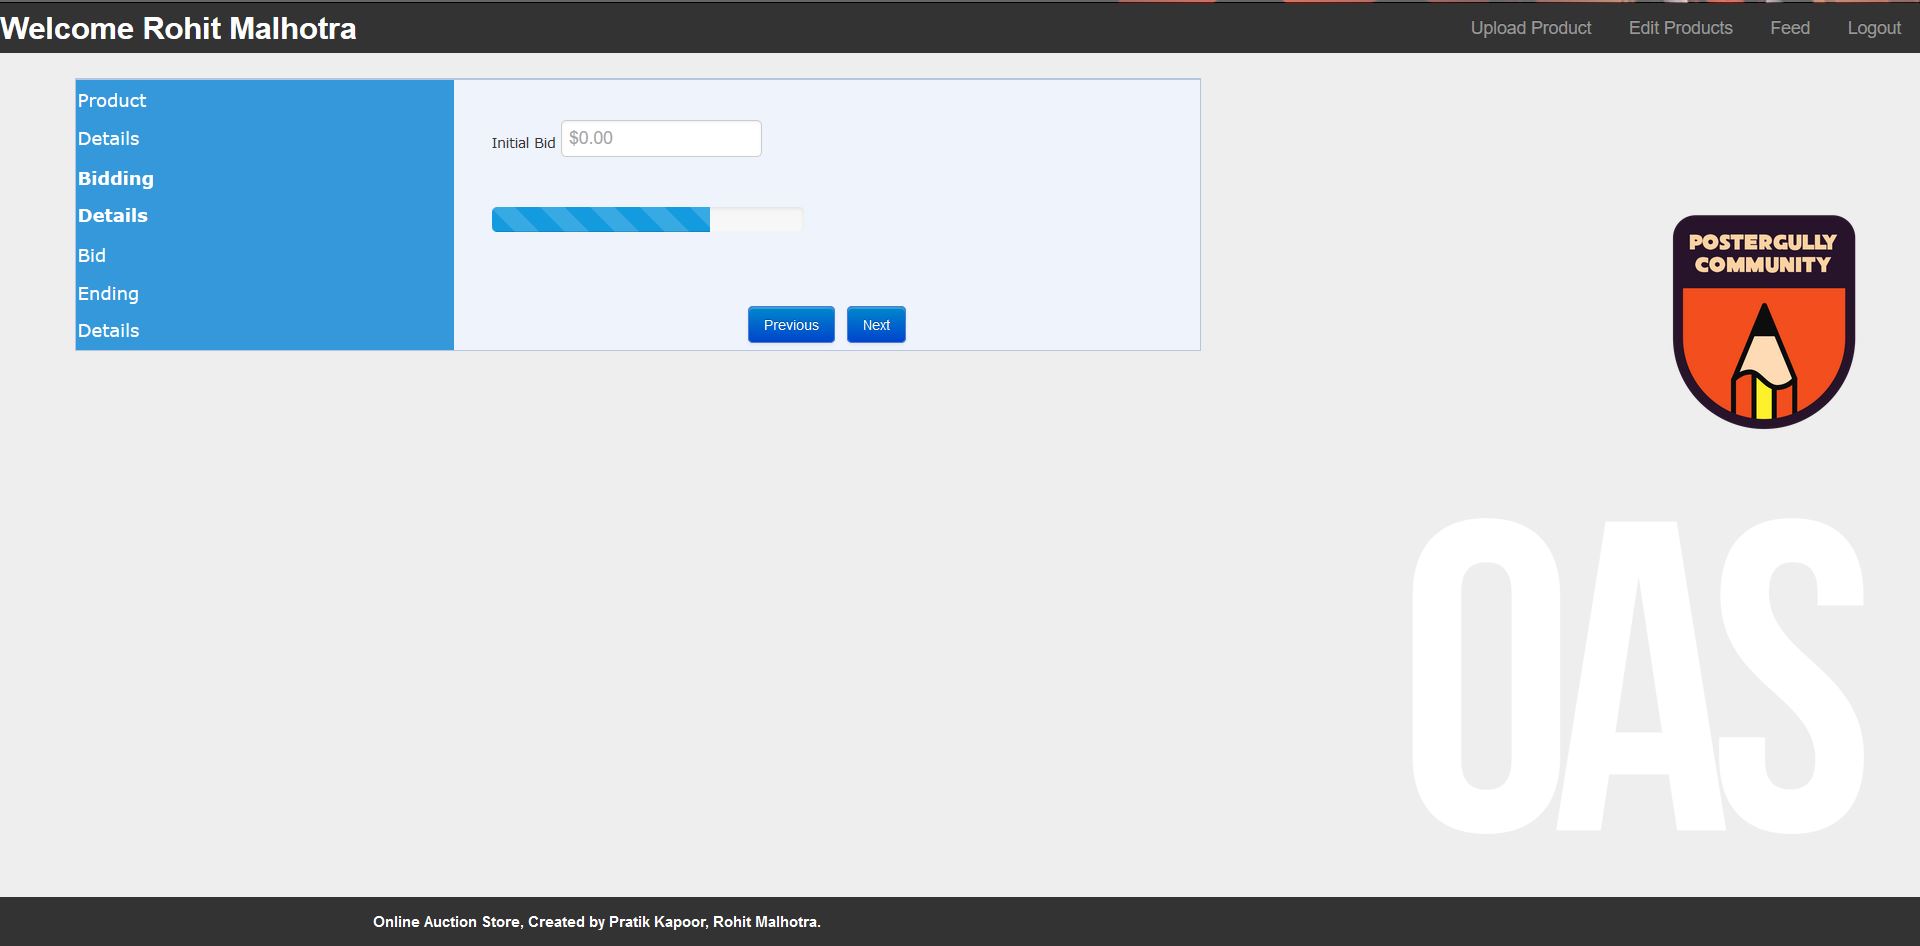 Welcome Rohit Malhotra
Upload Product
Edit Products
Feed
Logout
Product
Details
Bidding
Details
Bid
Ending
Details
Initial Bid $0.00
Previous
Next
POSTERGULLY
COMMUNITY
OAS
Online Auction Store, Created by Pratik Kapoor, Rohit Malhotra.